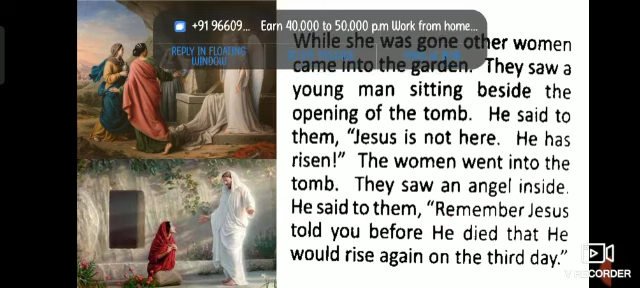 +91 96609... Earn 40,000 to 50,000 p.m Work from home...
REPLY IN FLOATING
WINDOW
While she was gone other women
came into the garden. They saw a
young man sitting beside the
opening of the tomb. He said to
them, “Jesus is not here. He has
risen!” The women went into the
tomb. They saw an angel inside.
He said to them, “Remember Jesus
told you before He died that He
would rise again on the third day.”
V RECORDER